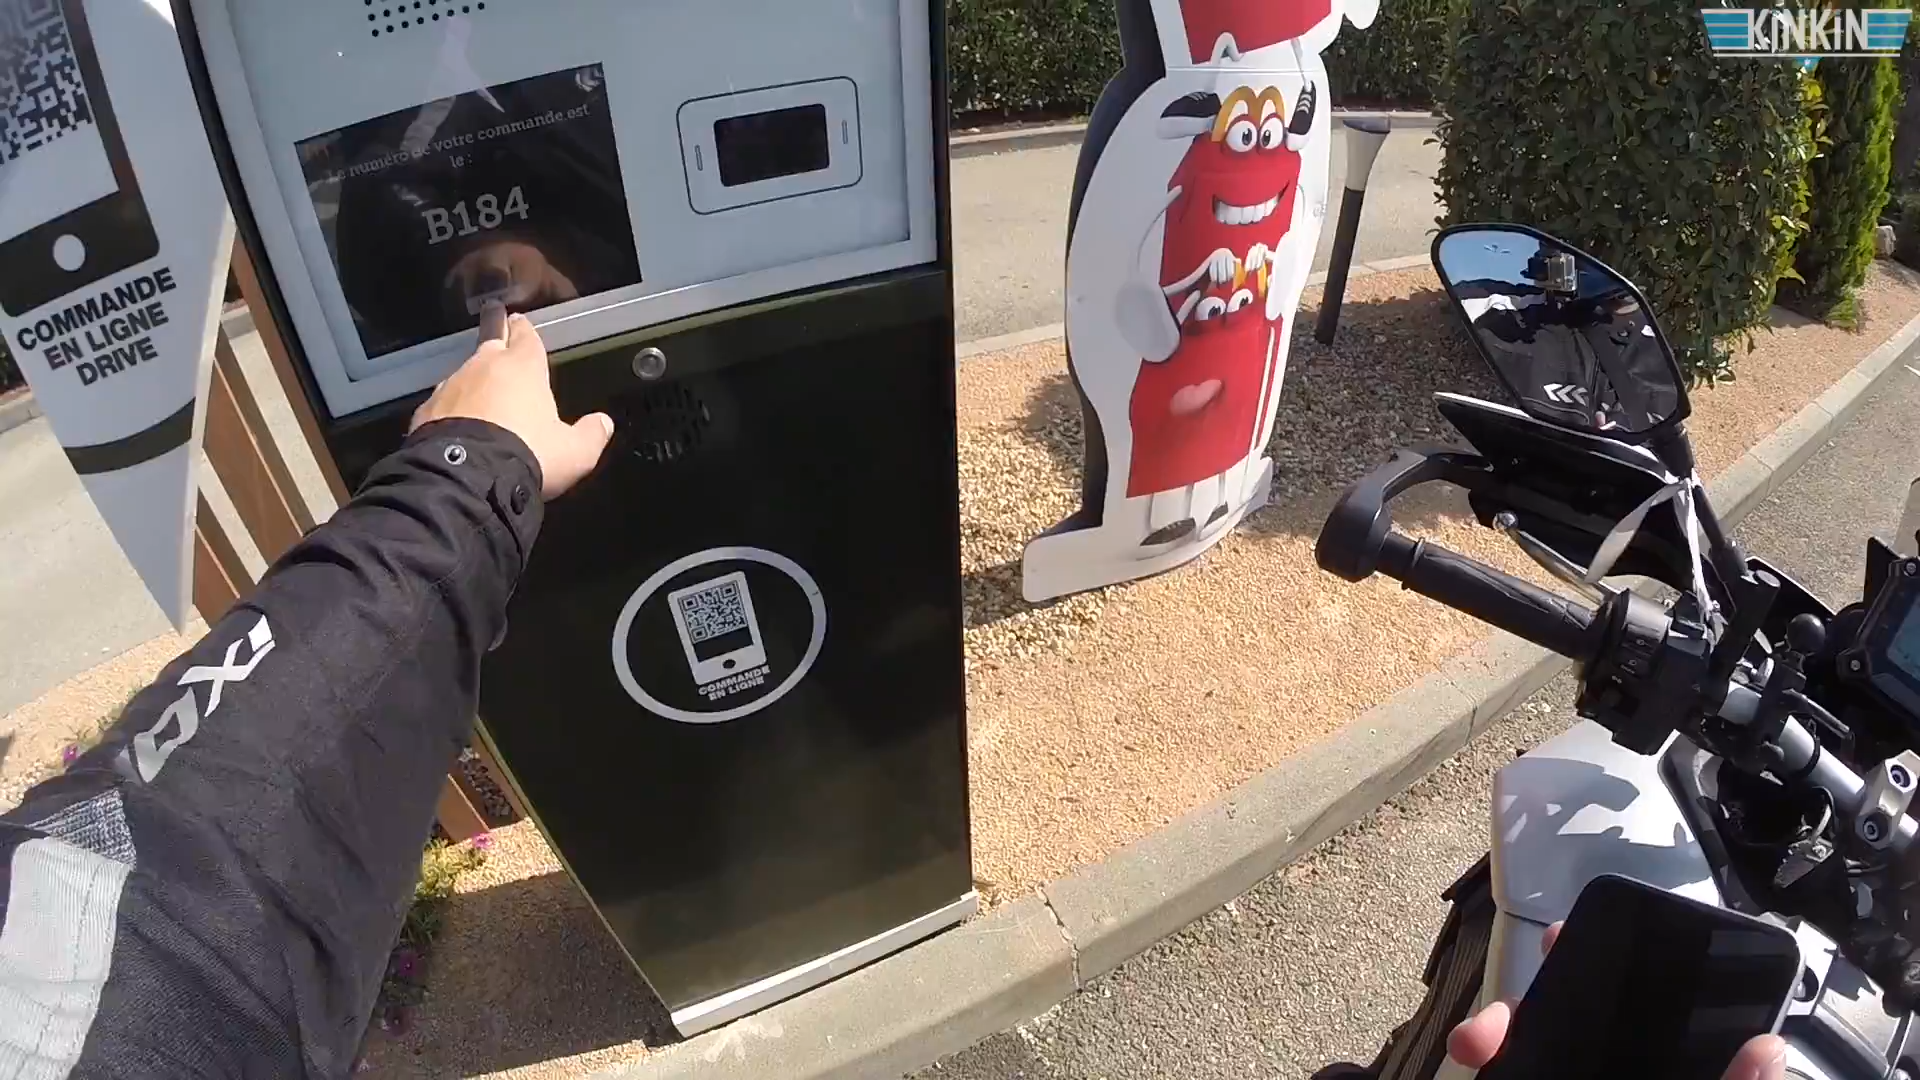 KINKIN
Le numéro de votre commande est
le :
B184
COMMANDE
EN LIGNE
DRIVE
COMMANDE
EN LIGNE
IXON